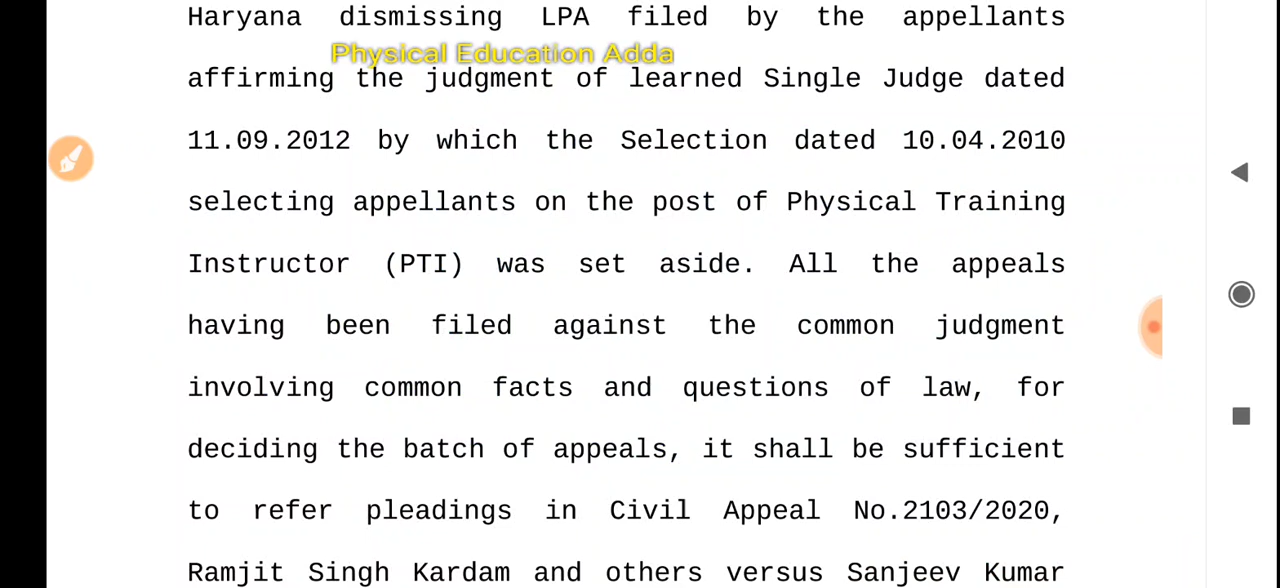 Haryana dismissing LPA filed by the appellants
Physical Education Adda
affirming the judgment of learned Single Judge dated
11.09.2012 by which the Selection dated 10.04.2010
selecting appellants on the post of Physical Training
Instructor (PTI) was set aside. All the appeals
having been filed against the common judgment
involving common facts and questions of law, for
deciding the batch of appeals, it shall be sufficient
to refer pleadings in Civil Appeal No.2103/2020,
Ramjit Singh Kardam and others versus Sanjeev Kumar